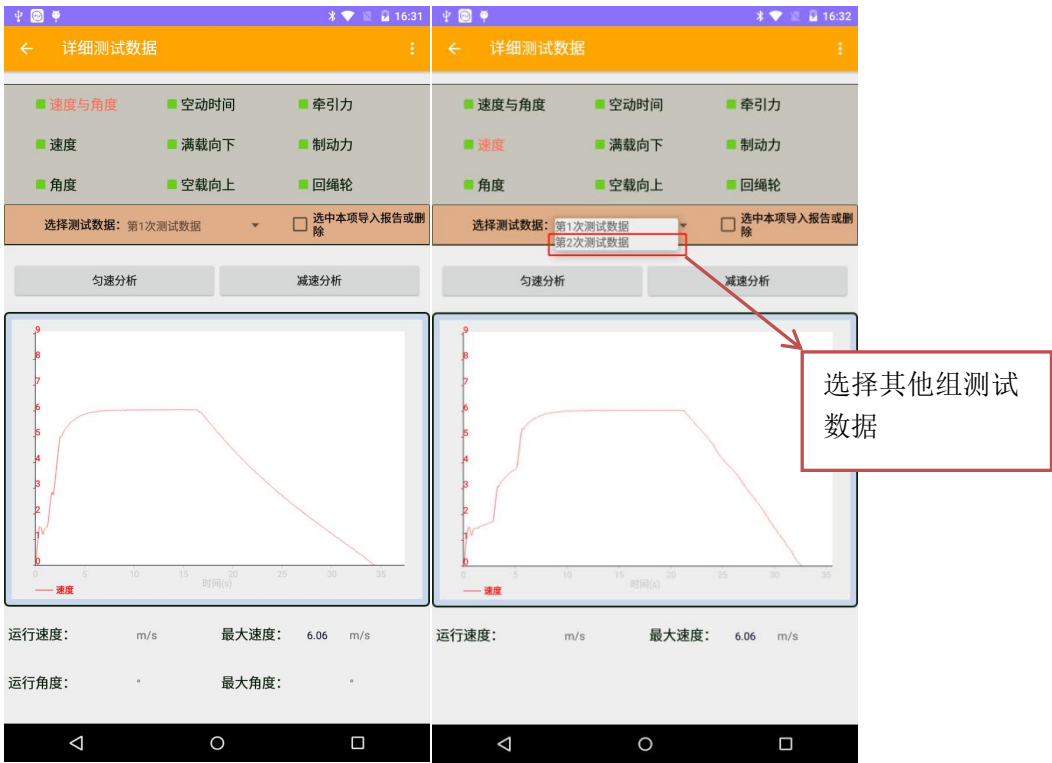 16:31
详细测试数据
速度与角度 空动时间 牵引力
速度 满载向下 制动力
角度 空载向上 回绳轮
选择测试数据: 第1次测试数据 选中本项导入报告或删
除
匀速分析 减速分析
9
8
7
6
5
4
3
2
1
0
0 5 10 15 20 25 30 35
时间(s)
速度
运行速度: m/s 最大速度: 6.06 m/s
运行角度: ° 最大角度: °
16:32
详细测试数据
速度与角度 空动时间 牵引力
速度 满载向下 制动力
角度 空载向上 回绳轮
选择测试数据: 第1次测试数据 选中本项导入报告或删
第2次测试数据 除
匀速分析 减速分析
9
8
7
6
5
4
3
2
1
0
0 5 10 15 20 25 30 35
时间(s)
速度
运行速度: m/s 最大速度: 6.06 m/s
选择其他组测试
数据